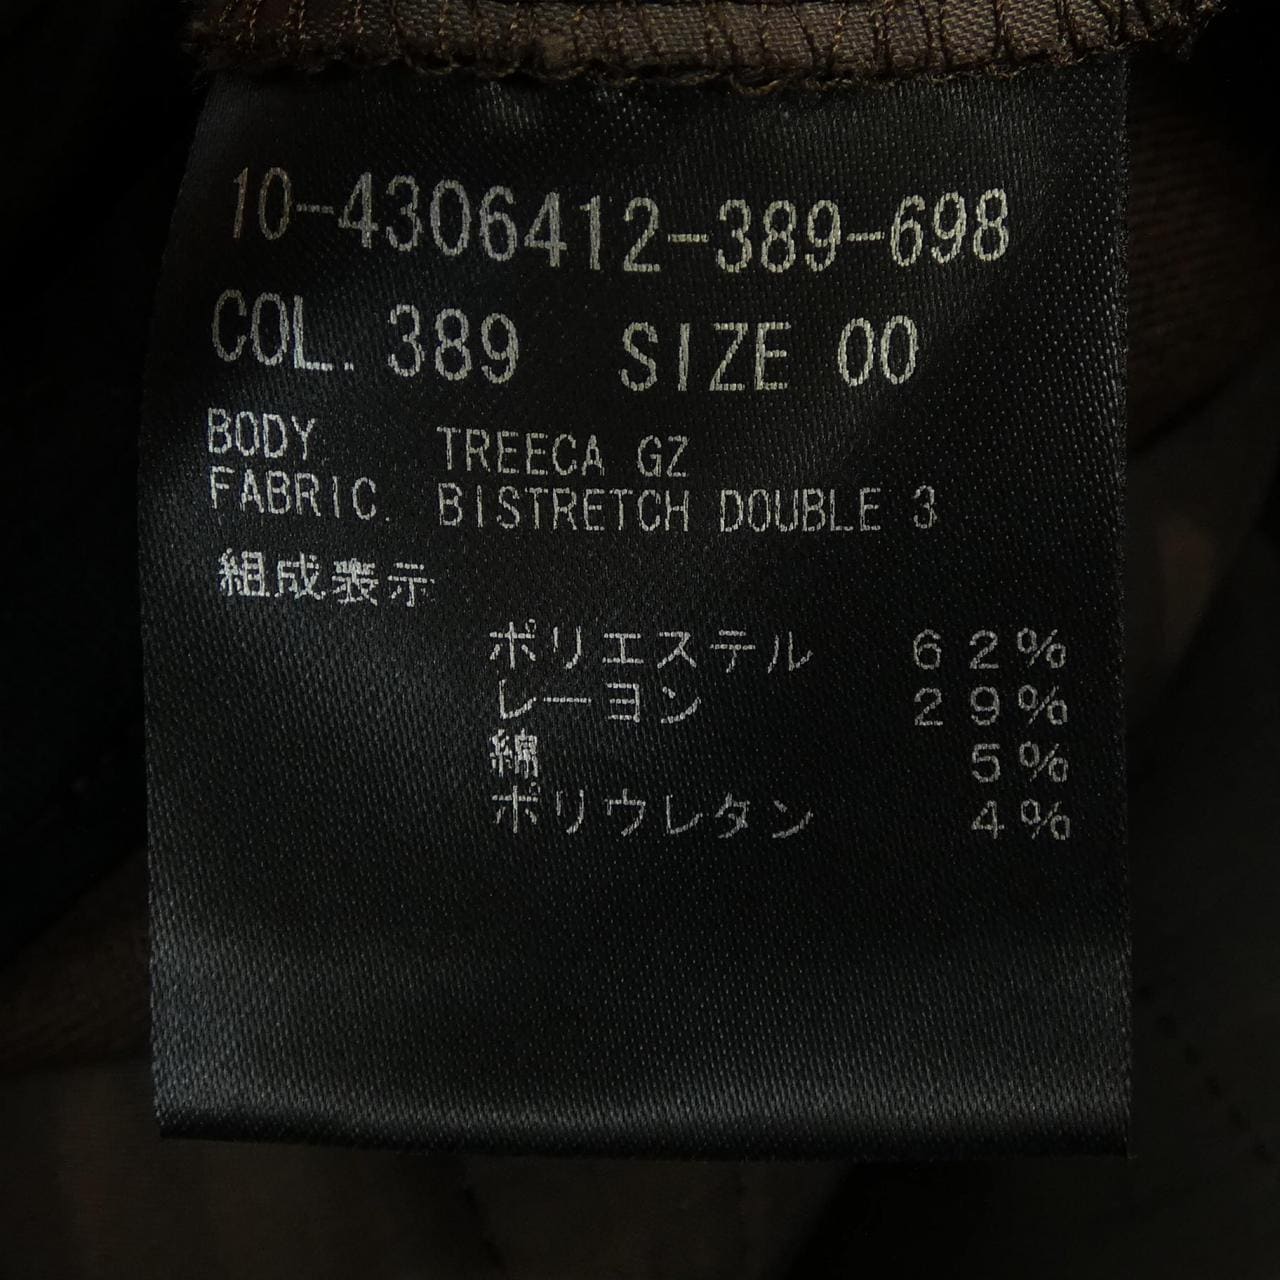 10-4306412-389-698
COL. 389 SIZE 00
BODY. TREECA GZ
FABRIC. BISTRETCH DOUBLE 3
組成表示
ポリエステル 62%
レーヨン 29%
綿 5%
ポリウレタン 4%